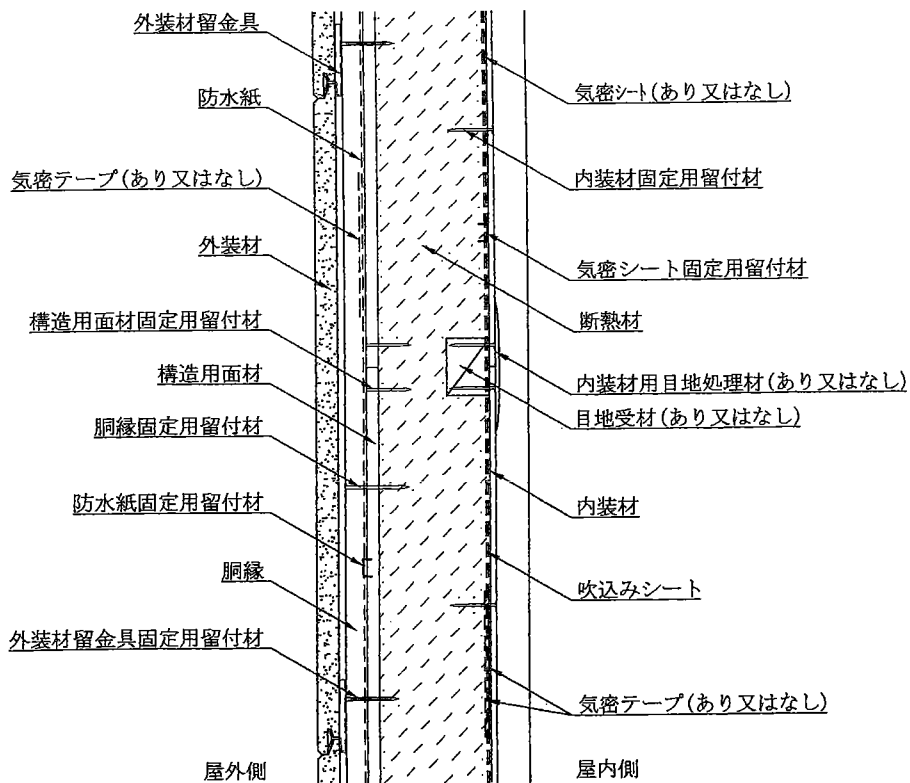 外装材留金具
防水紙
気密テープ(あり又はなし)
外装材
構造用面材固定用留付材
構造用面材
胴縁固定用留付材
防水紙固定用留付材
胴縁
外装材留金具固定用留付材
屋外側
気密シート(あり又はなし)
内装材固定用留付材
気密シート固定用留付材
断熱材
内装材用目地処理材(あり又はなし)
目地受材(あり又はなし)
内装材
吹込みシート
気密テープ(あり又はなし)
屋内側